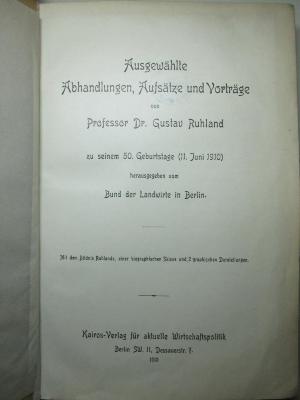 Ausgewählte
Abhandlungen, Aufsätze und Vorträge
von
Professor Dr. Gustav Ruhland
zu seinem 50. Geburtstage (11. Juni 1910)
herausgegeben vom
Bund der Landwirte in Berlin.
Mit dem Bildnis Ruhlands, einer biographischen Skizze und 2 graphischen Darstellungen.
Kairos-Verlag für aktuelle Wirtschaftspolitik
Berlin SW. 11, Dessauerstr. 7.
1910